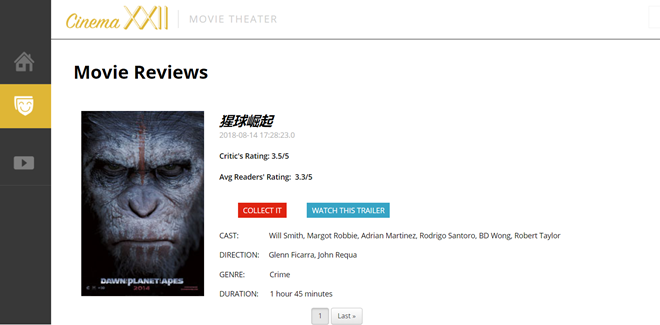 Cinema XXII
MOVIE THEATER
Movie Reviews
猩球崛起
2018-08-14 17:28:23.0
Critic's Rating: 3.5/5
Avg Readers' Rating: 3.3/5
COLLECT IT
WATCH THIS TRAILER
CAST: Will Smith, Margot Robbie, Adrian Martinez, Rodrigo Santoro, BD Wong, Robert Taylor
DIRECTION: Glenn Ficarra, John Requa
GENRE: Crime
DURATION: 1 hour 45 minutes
DAWN PLANET APES
2014
1
Last »